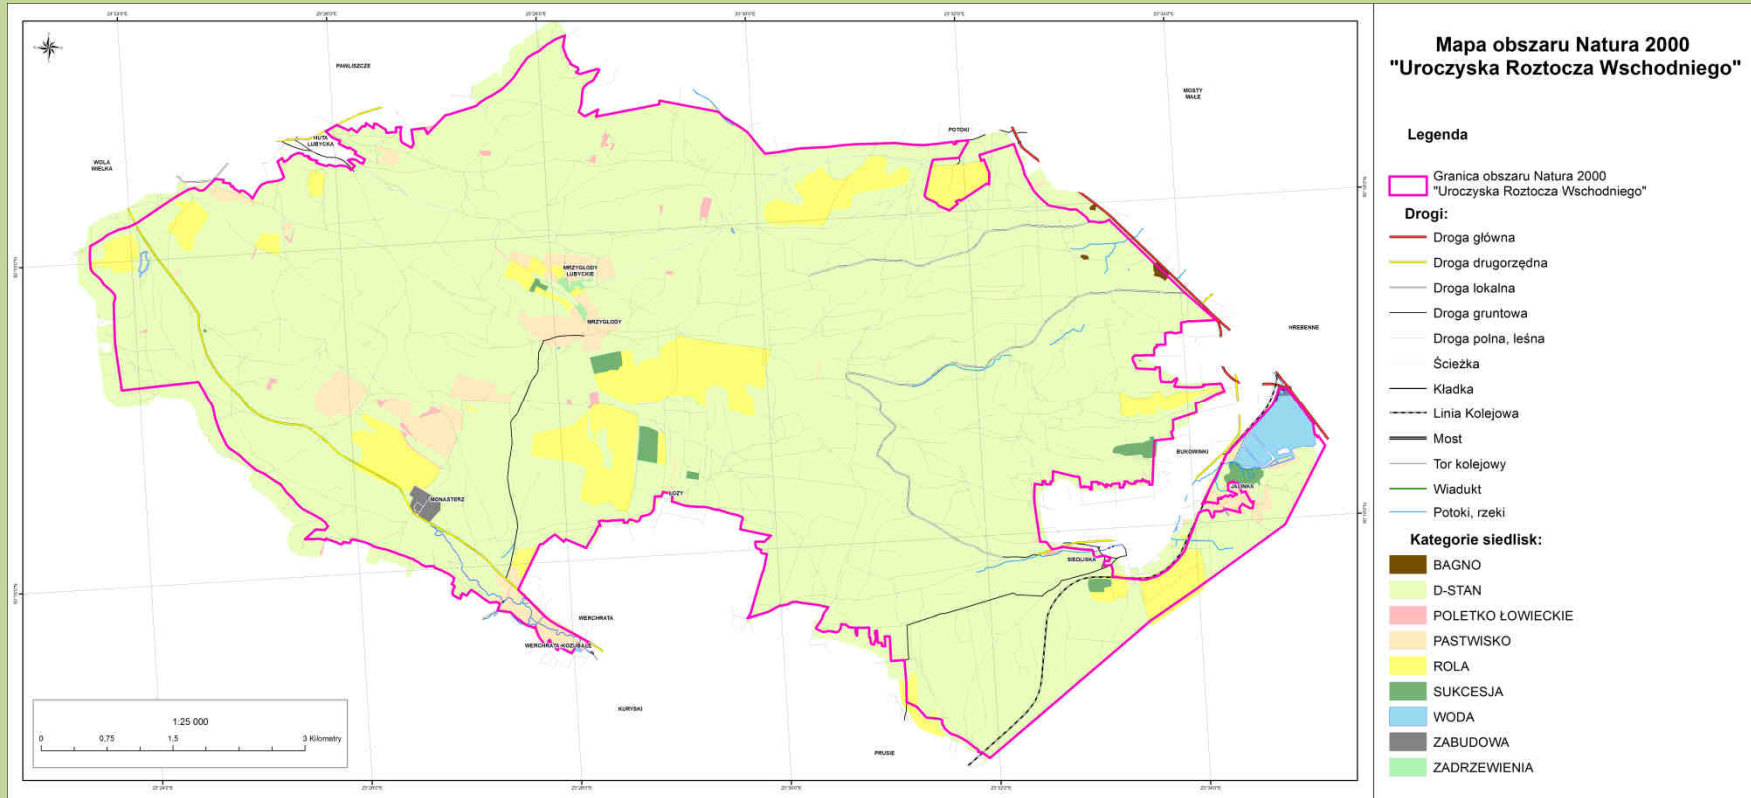 PAWLISZCZE
MOSTY
MAŁE
POTOKI
HUTA
LUBYCKA
WOLA
WIELKA
MRZYGŁODY
LUBYCKIE
MRZYGŁODY
HREBENNE
BUKOWINKI
JALINKA
MONASTERZ
ŁOZY
SIEDLISKA
WERCHRATA
WERCHRATA-KOZUBALE
KURYSKI
PRUSIE
1:25 000
0 0,75 1,5 3 Kilometry
Mapa obszaru Natura 2000
"Uroczyska Roztocza Wschodniego"
Legenda
Granica obszaru Natura 2000
"Uroczyska Roztocza Wschodniego"
Drogi:
Droga główna
Droga drugorzędna
Droga lokalna
Droga gruntowa
Droga polna, leśna
Ścieżka
Kładka
Linia Kolejowa
Most
Tor kolejowy
Wiadukt
Potoki, rzeki
Kategorie siedlisk:
BAGNO
D-STAN
POLETKO ŁOWIECKIE
PASTWISKO
ROLA
SUKCESJA
WODA
ZABUDOWA
ZADRZEWIENIA